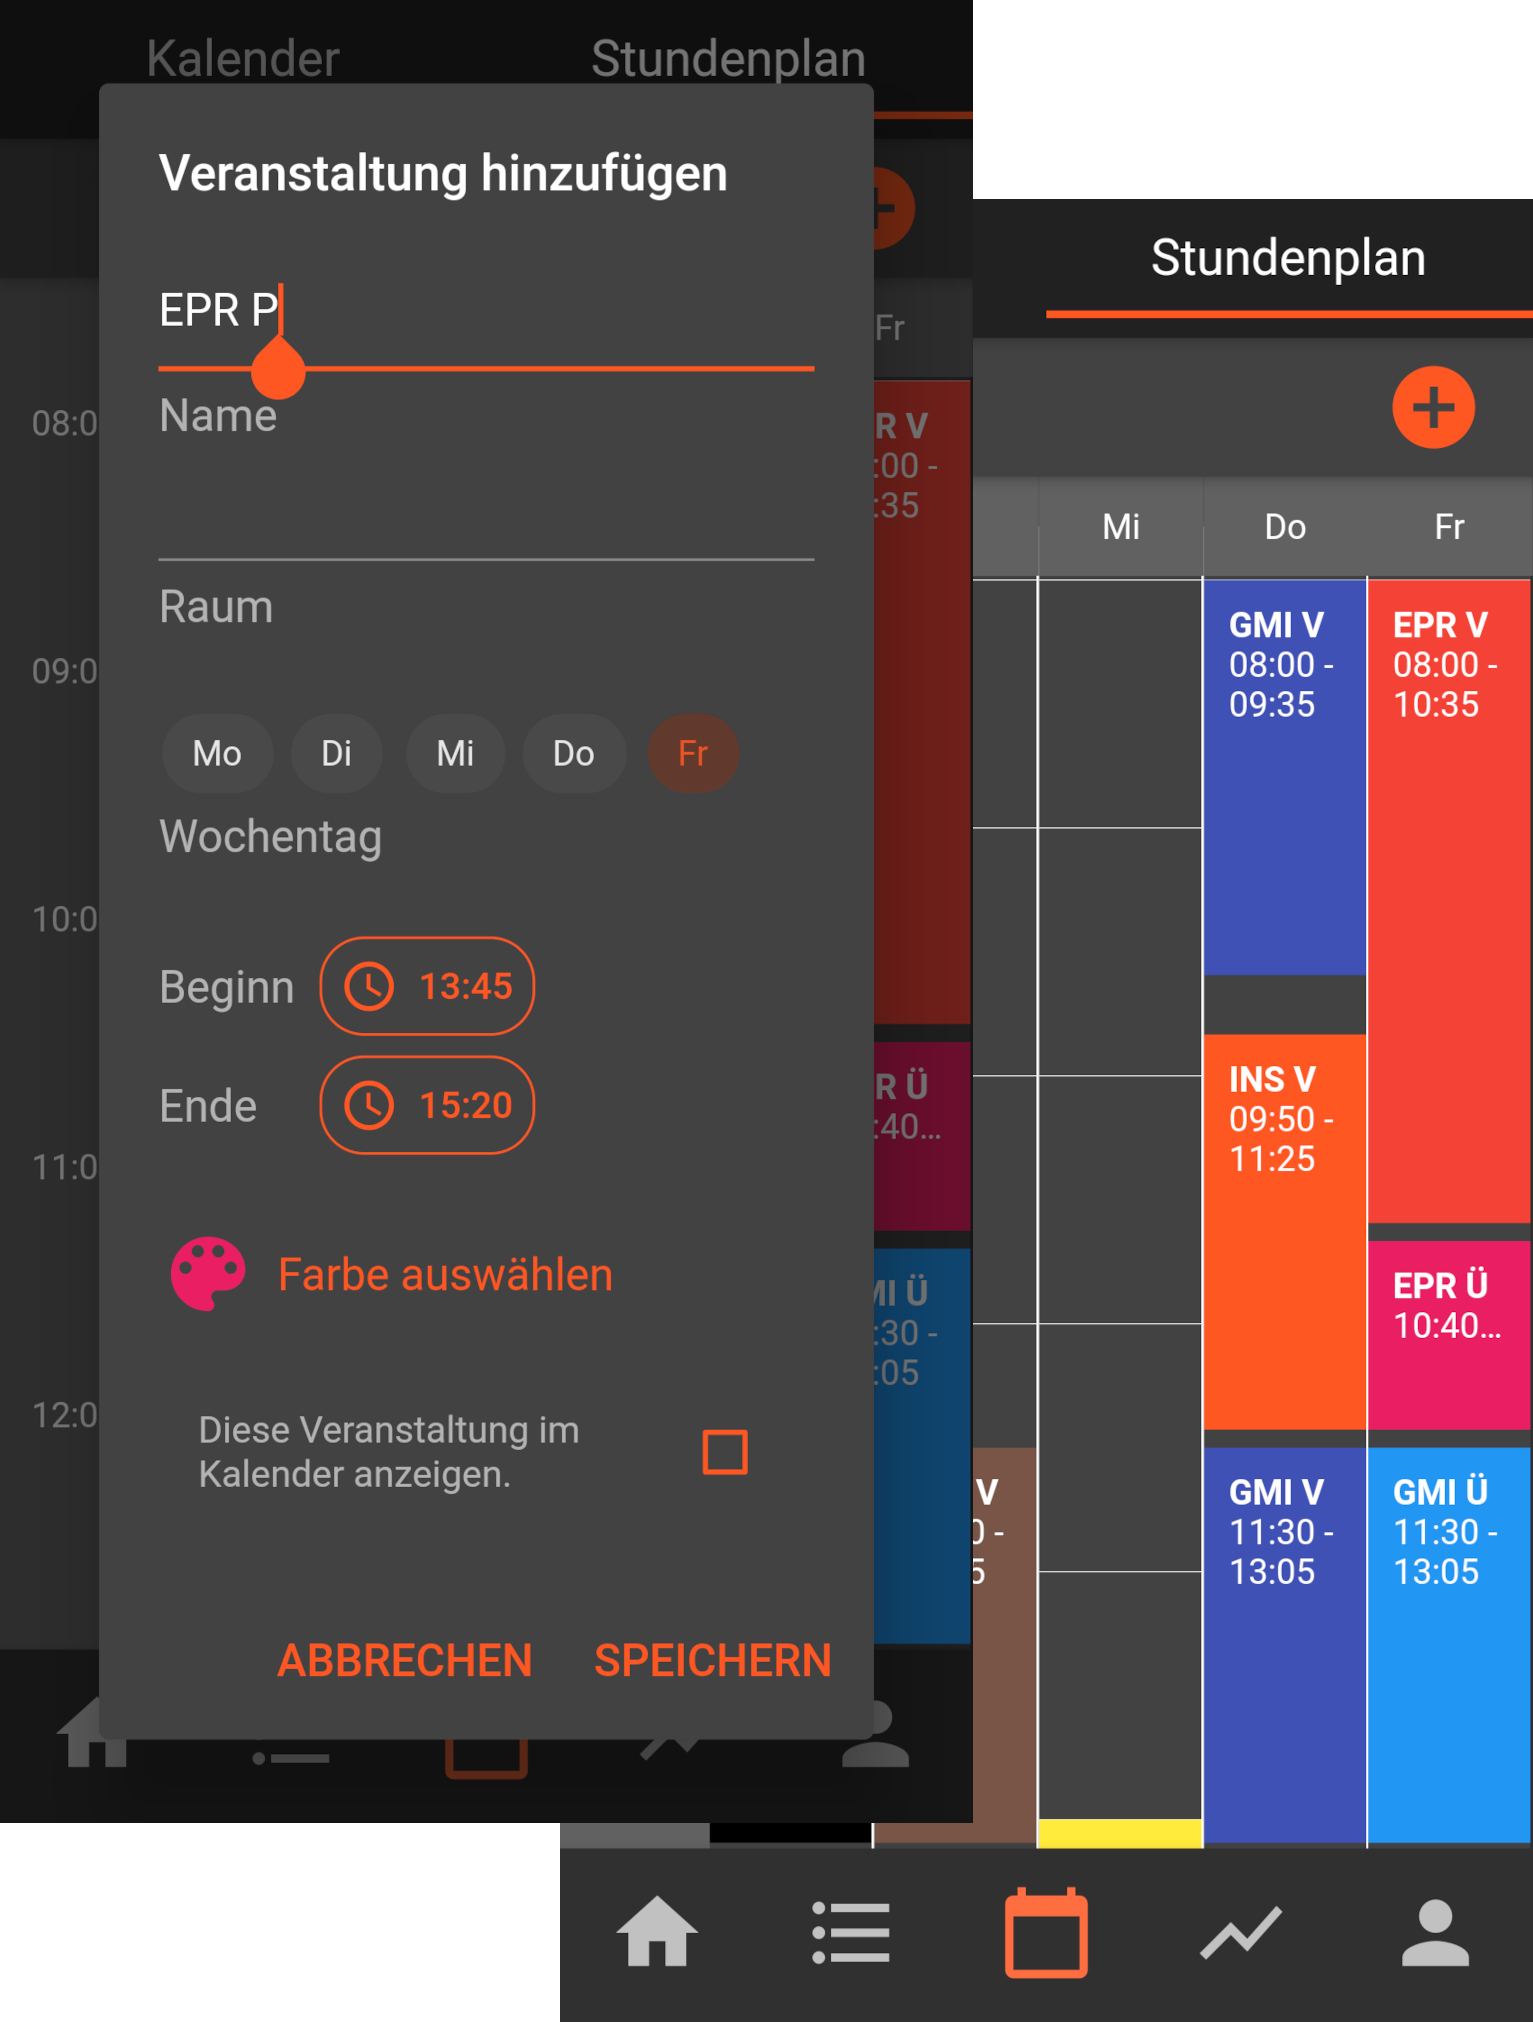 Kalender
Stundenplan
Veranstaltung hinzufügen
EPR P
Name
Raum
Mo Di Mi Do Fr
Wochentag
Beginn 13:45
Ende 15:20
Farbe auswählen
Diese Veranstaltung im
Kalender anzeigen.
ABBRECHEN SPEICHERN
Fr
08:0
09:0
10:0
11:0
12:0
R V
:00 -
:35
R Ü
:40...
MI Ü
:30 -
:05
Stundenplan
Mi Do Fr
GMI V
08:00 -
09:35
INS V
09:50 -
11:25
GMI V
11:30 -
13:05
EPR V
08:00 -
10:35
EPR Ü
10:40...
GMI Ü
11:30 -
13:05
V
0 -
5